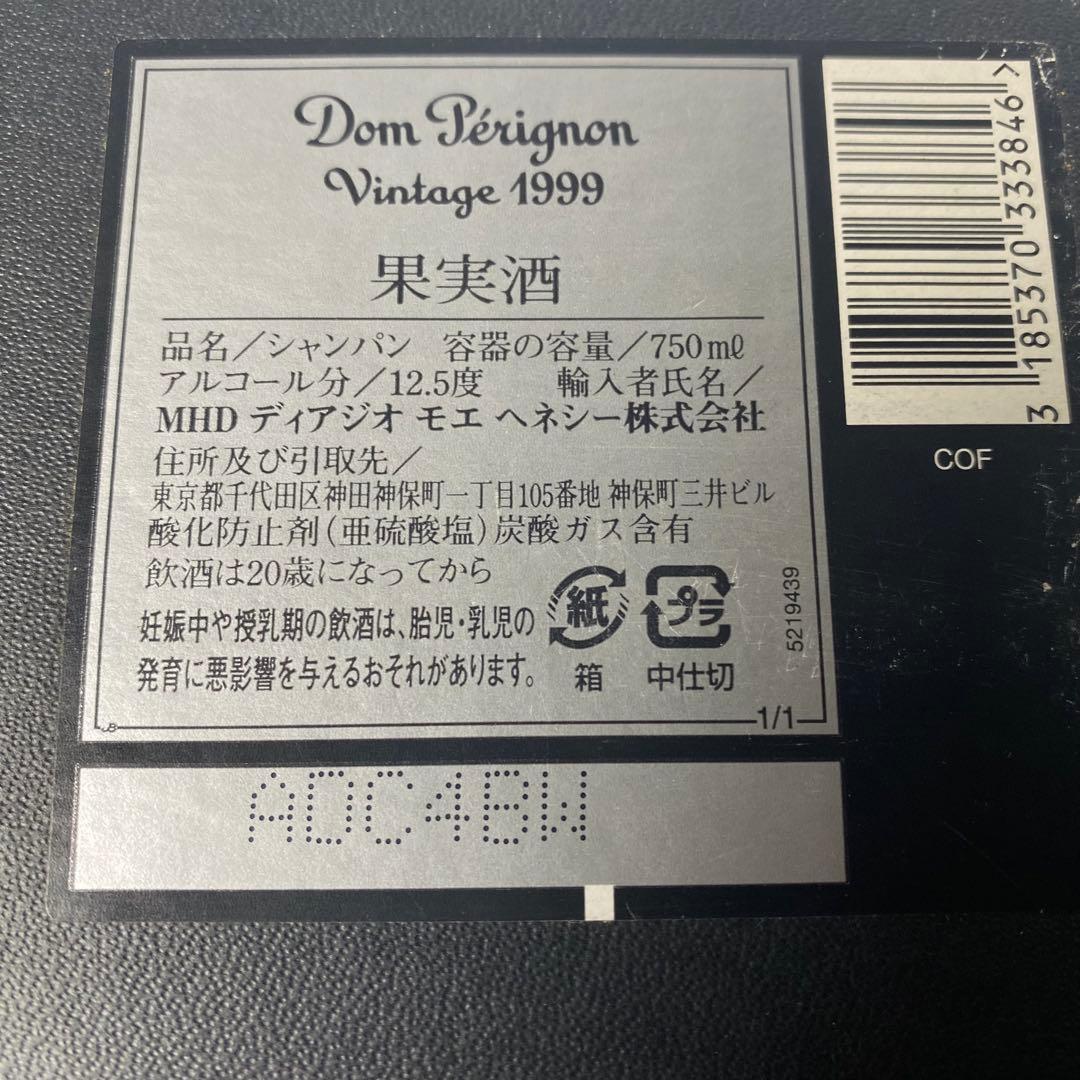 Dom Pérignon
Vintage 1999
果実酒
品名/シャンパン 容器の容量/750mℓ
アルコール分/12.5度 輸入者氏名/
MHD ディアジオ モエ ヘネシー株式会社
住所及び引取先/
東京都千代田区神田神保町一丁目105番地 神保町三井ビル
酸化防止剤(亜硫酸塩)炭酸ガス含有
飲酒は20歳になってから
妊娠中や授乳期の飲酒は、胎児・乳児の
発育に悪影響を与えるおそれがあります。
紙
箱
プラ
中仕切
5219439
1/1
JB
3 185370 333846 >
COF
ADC4BW